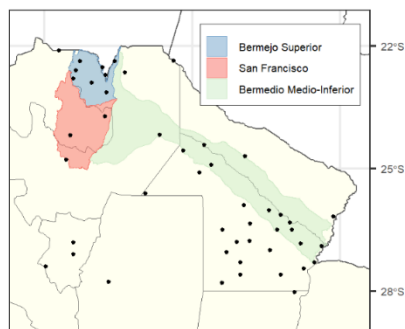 Bermejo Superior
San Francisco
Bermedio Medio-Inferior
22°S
25°S
28°S